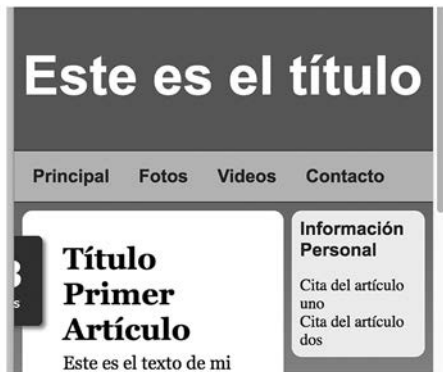 Este es el título
Principal Fotos Videos Contacto
Título
Primer
Artículo
Este es el texto de mi
Información
Personal
Cita del artículo
uno
Cita del artículo
dos